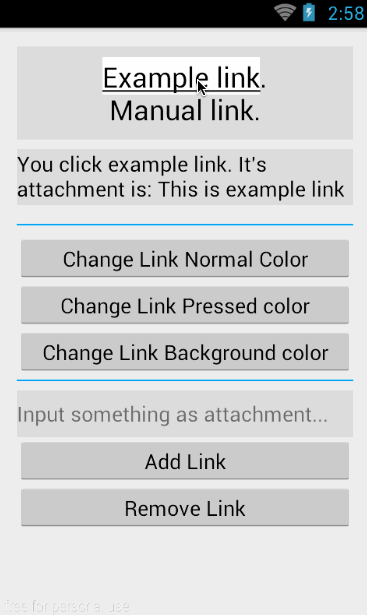 2:58
Example link.
Manual link.
You click example link. It's
attachment is: This is example link
Change Link Normal Color
Change Link Pressed color
Change Link Background color
Input something as attachment...
Add Link
Remove Link
free for personal use